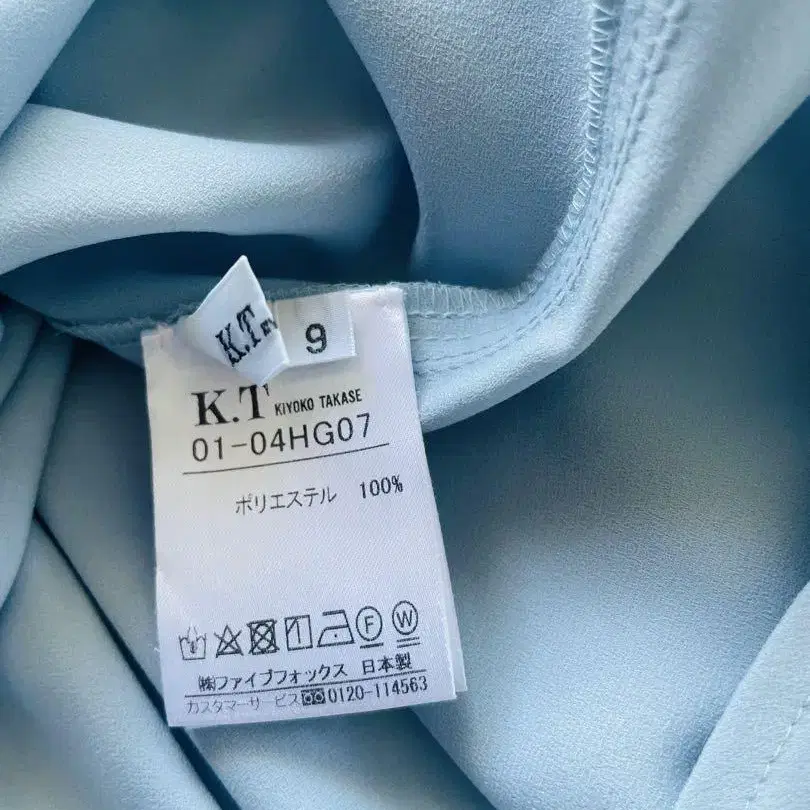 K.T
9
K.T KIYOKO TAKASE
01-04HG07
ポリエステル 100%
F W
㈱ファイブフォックス 日本製
カスタマーサービス 0120-114563